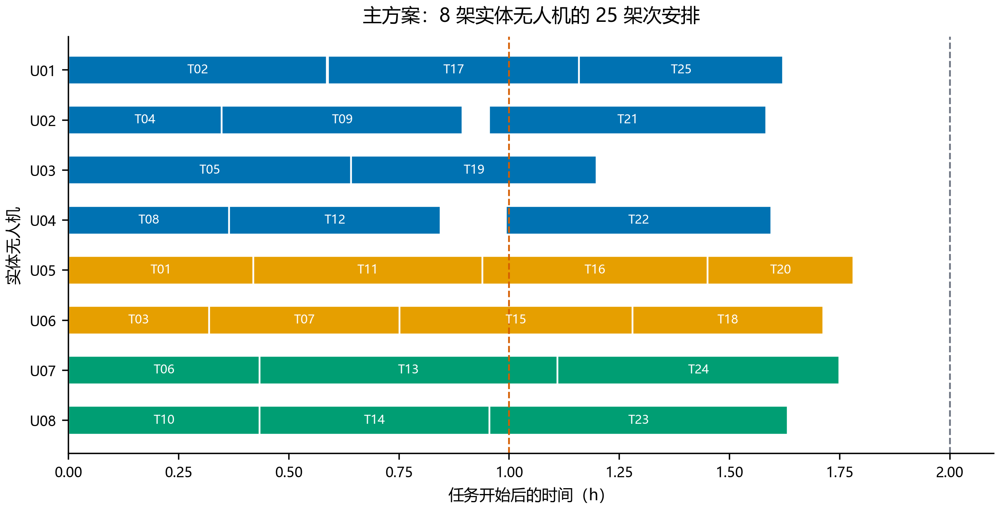 主方案：8 架实体无人机的 25 架次安排
U01 T02 T17 T25
U02 T04 T09 T21
U03 T05 T19
U04 T08 T12 T22
U05 T01 T11 T16 T20
U06 T03 T07 T15 T18
U07 T06 T13 T24
U08 T10 T14 T23
实体无人机
0.00 0.25 0.50 0.75 1.00 1.25 1.50 1.75 2.00
任务开始后的时间（h）